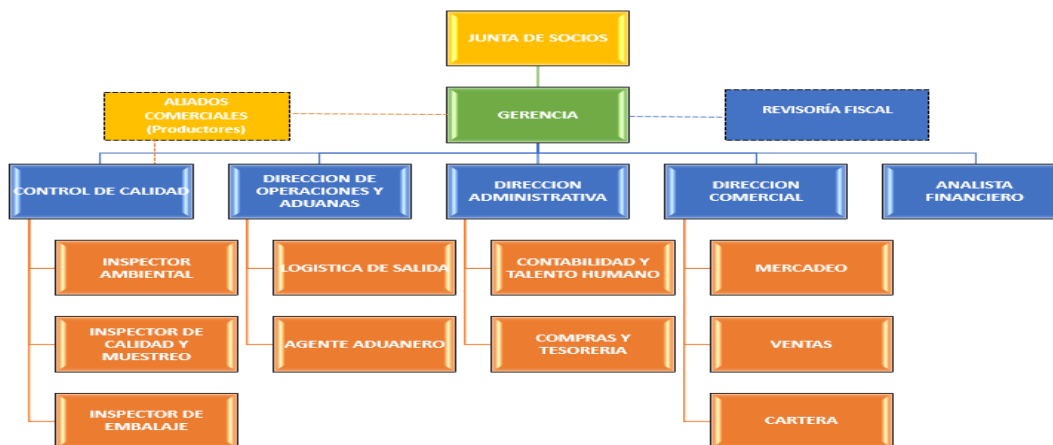 JUNTA DE SOCIOS
ALIADOS
COMERCIALES
(Productores)
GERENCIA
REVISORÍA FISCAL
CONTROL DE CALIDAD
DIRECCION DE
OPERACIONES Y
ADUANAS
DIRECCION
ADMINISTRATIVA
DIRECCION
COMERCIAL
ANALISTA
FINANCIERO
INSPECTOR
AMBIENTAL
LOGISTICA DE SALIDA
CONTABILIDAD Y
TALENTO HUMANO
MERCADEO
INSPECTOR DE
CALIDAD Y
MUESTREO
AGENTE ADUANERO
COMPRAS Y
TESORERIA
VENTAS
INSPECTOR DE
EMBALAJE
CARTERA